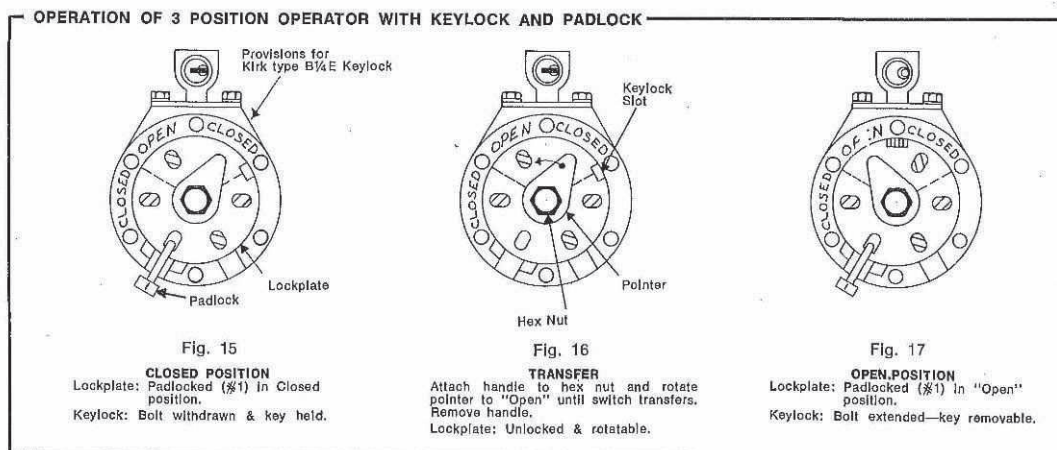 OPERATION OF 3 POSITION OPERATOR WITH KEYLOCK AND PADLOCK
Provisions for
Kirk type B¼E Keylock
OPEN CLOSED
CLOSED
Lockplate
Padlock
Fig. 15
CLOSED POSITION
Lockplate: Padlocked (#1) in Closed
position.
Keylock: Bolt withdrawn & key held.
Keylock
Slot
OPEN CLOSED
CLOSED
Pointer
Hex Nut
Fig. 16
TRANSFER
Attach handle to hex nut and rotate
pointer to "Open" until switch transfers.
Remove handle.
Lockplate: Unlocked & rotatable.
CLOSED
CLOSED
Fig. 17
OPEN.POSITION
Lockplate: Padlocked (#1) in "Open"
position.
Keylock: Bolt extended—key removable.